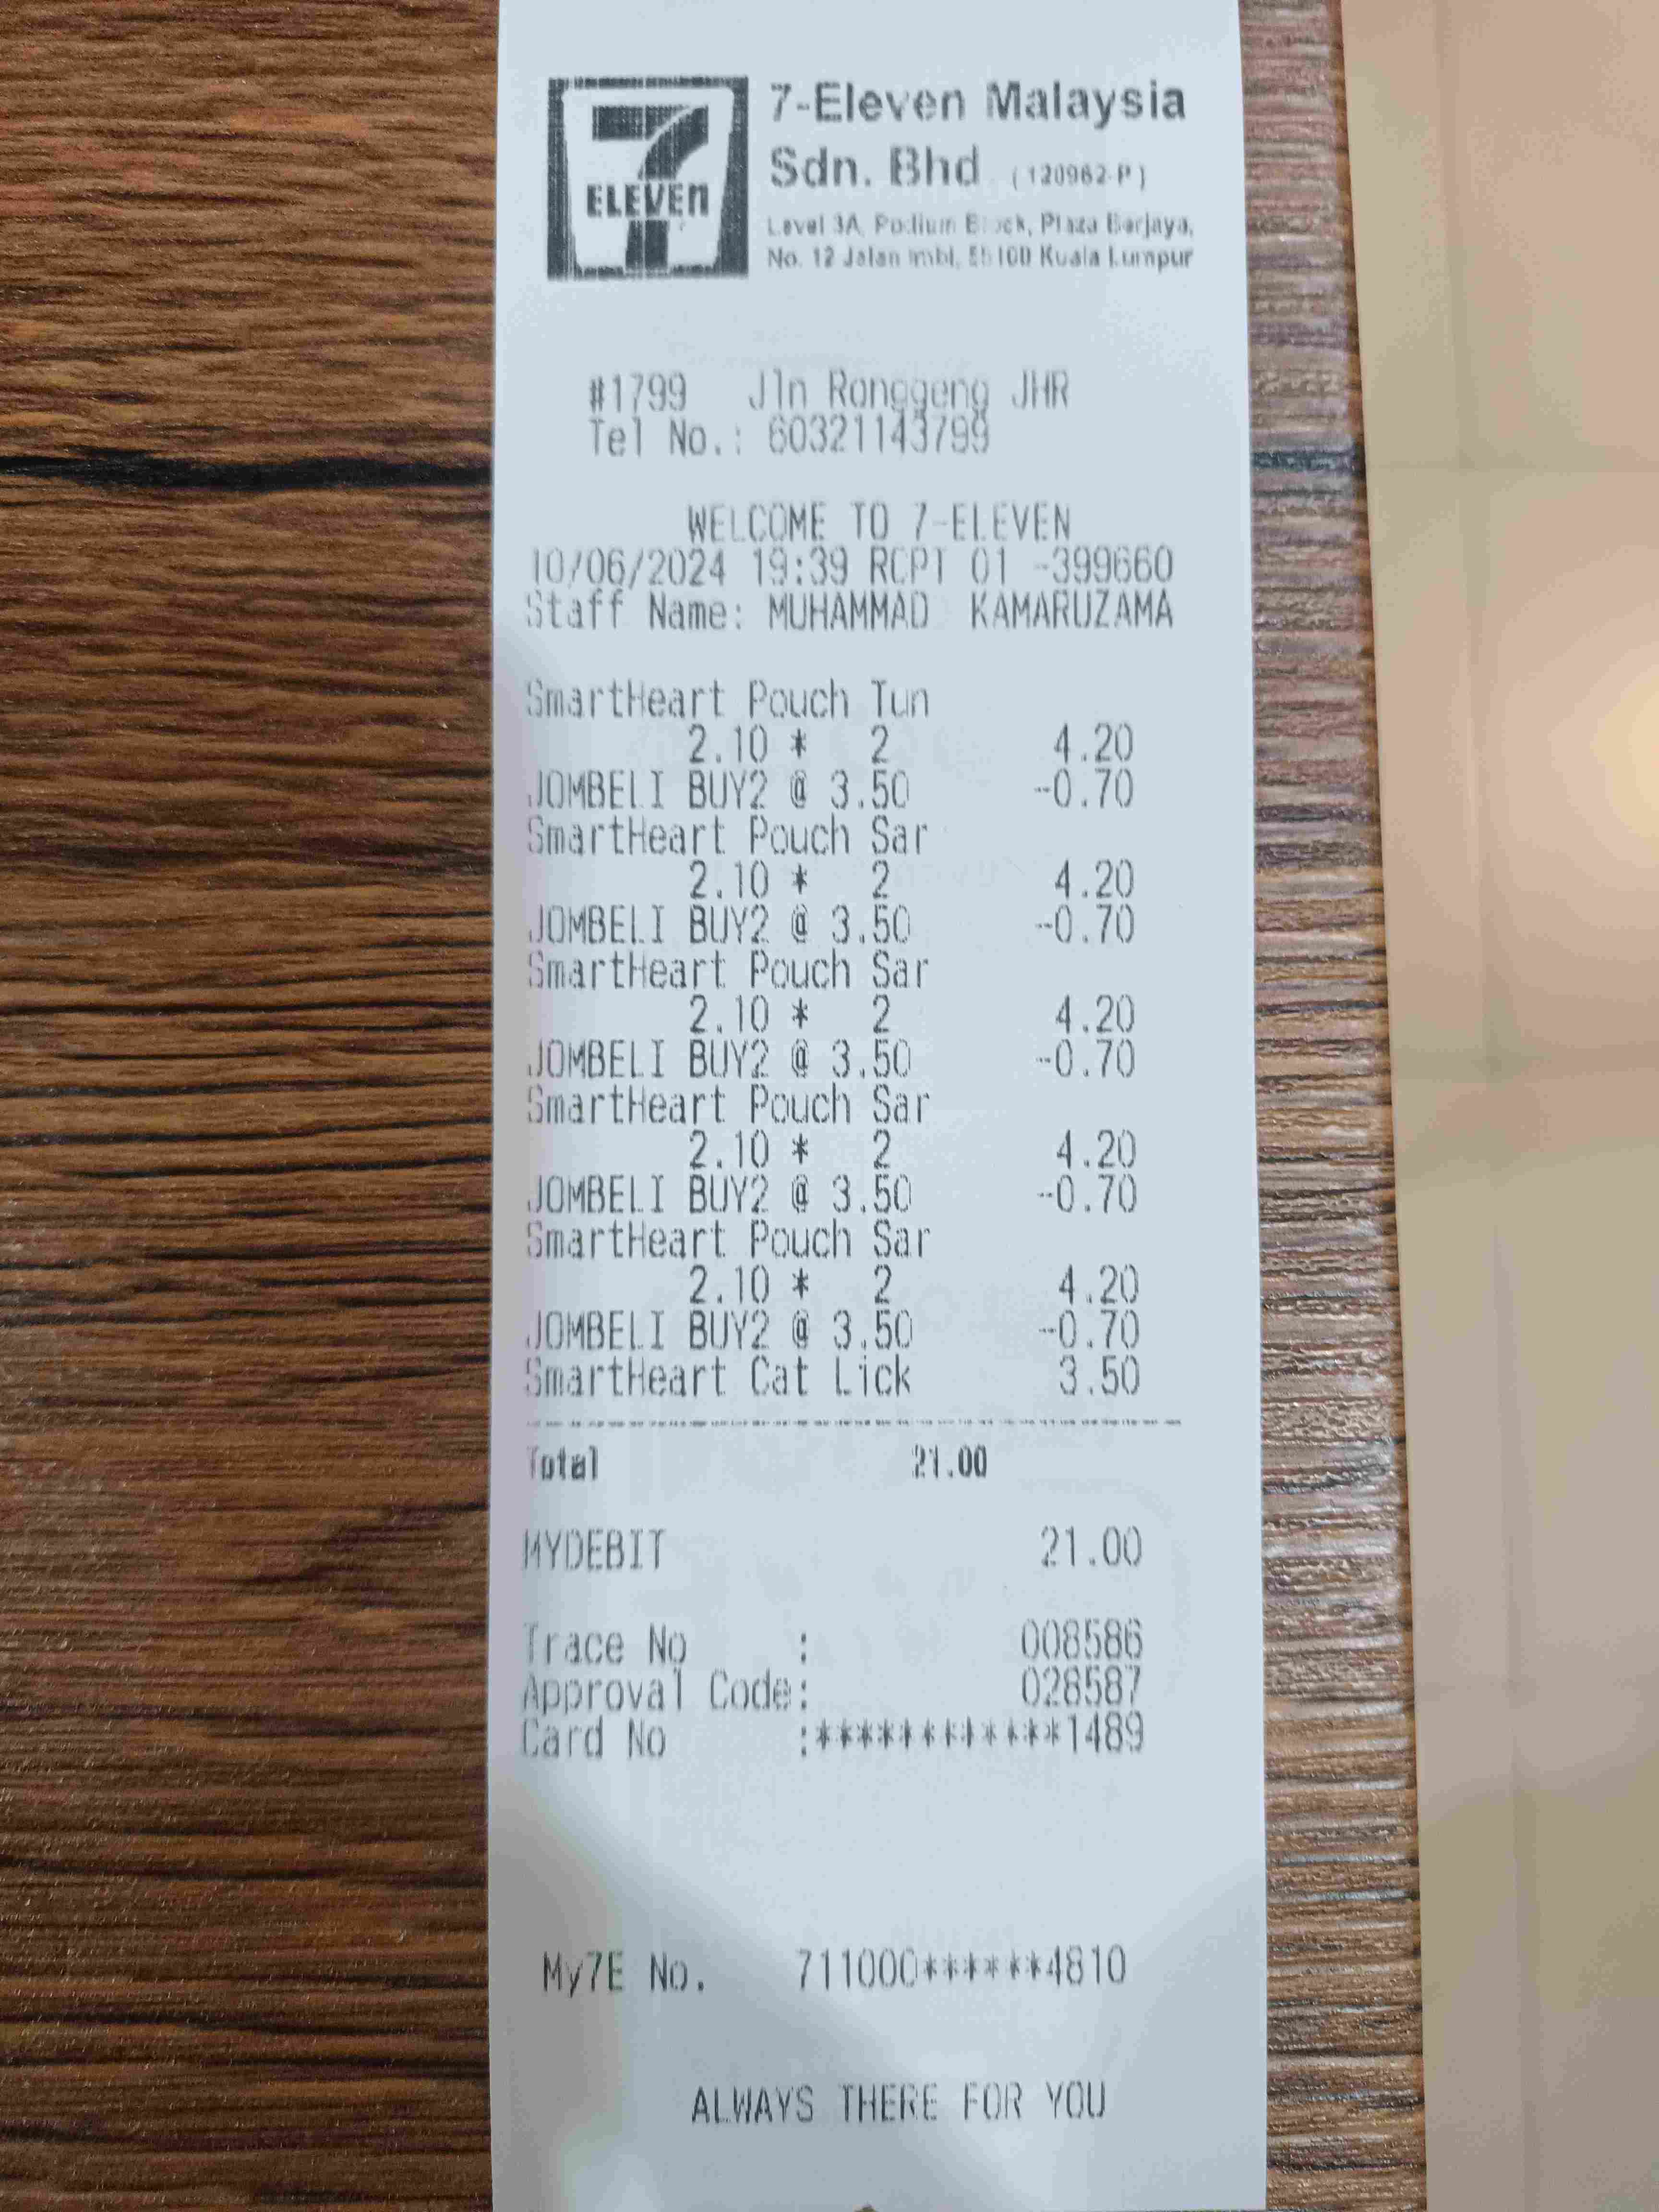 7
ELEVEn
7-Eleven Malaysia
Sdn. Bhd (120962-P)
Level 3A, Podium Block, Plaza Berjaya,
No. 12 Jalan Imbi, 55100 Kuala Lumpur
#1799 Jln Ronggeng JHR
Tel No.: 60321143799
WELCOME TO 7-ELEVEN
10/06/2024 19:39 RCPT 01 -399660
Staff Name: MUHAMMAD KAMARUZAMA
SmartHeart Pouch Tun
2.10 * 2 4.20
JOMBELI BUY2 @ 3.50 -0.70
SmartHeart Pouch Sar
2.10 * 2 4.20
JOMBELI BUY2 @ 3.50 -0.70
SmartHeart Pouch Sar
2.10 * 2 4.20
JOMBELI BUY2 @ 3.50 -0.70
SmartHeart Pouch Sar
2.10 * 2 4.20
JOMBELI BUY2 @ 3.50 -0.70
SmartHeart Pouch Sar
2.10 * 2 4.20
JOMBELI BUY2 @ 3.50 -0.70
SmartHeart Cat Lick 3.50
Total 21.00
MYDEBIT 21.00
Trace No : 008586
Approval Code: 028587
Card No :************1489
My7E No. 711000******4810
ALWAYS THERE FOR YOU